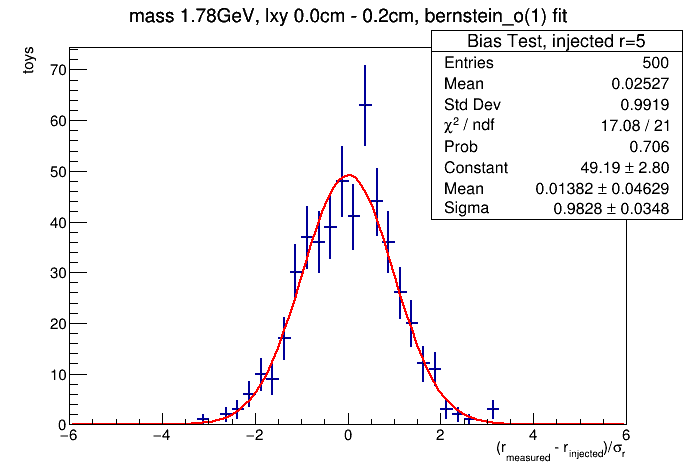 mass 1.78GeV, lxy 0.0cm - 0.2cm, bernstein_o(1) fit
Bias Test, injected r=5
Entries 500
Mean 0.02527
Std Dev 0.9919
χ² / ndf 17.08 / 21
Prob 0.706
Constant 49.19 ± 2.80
Mean 0.01382 ± 0.04629
Sigma 0.9828 ± 0.0348
toys
70
60
50
40
30
20
10
0
−6 −4 −2 0 2 4 6
(r_measured - r_injected)/σ_r